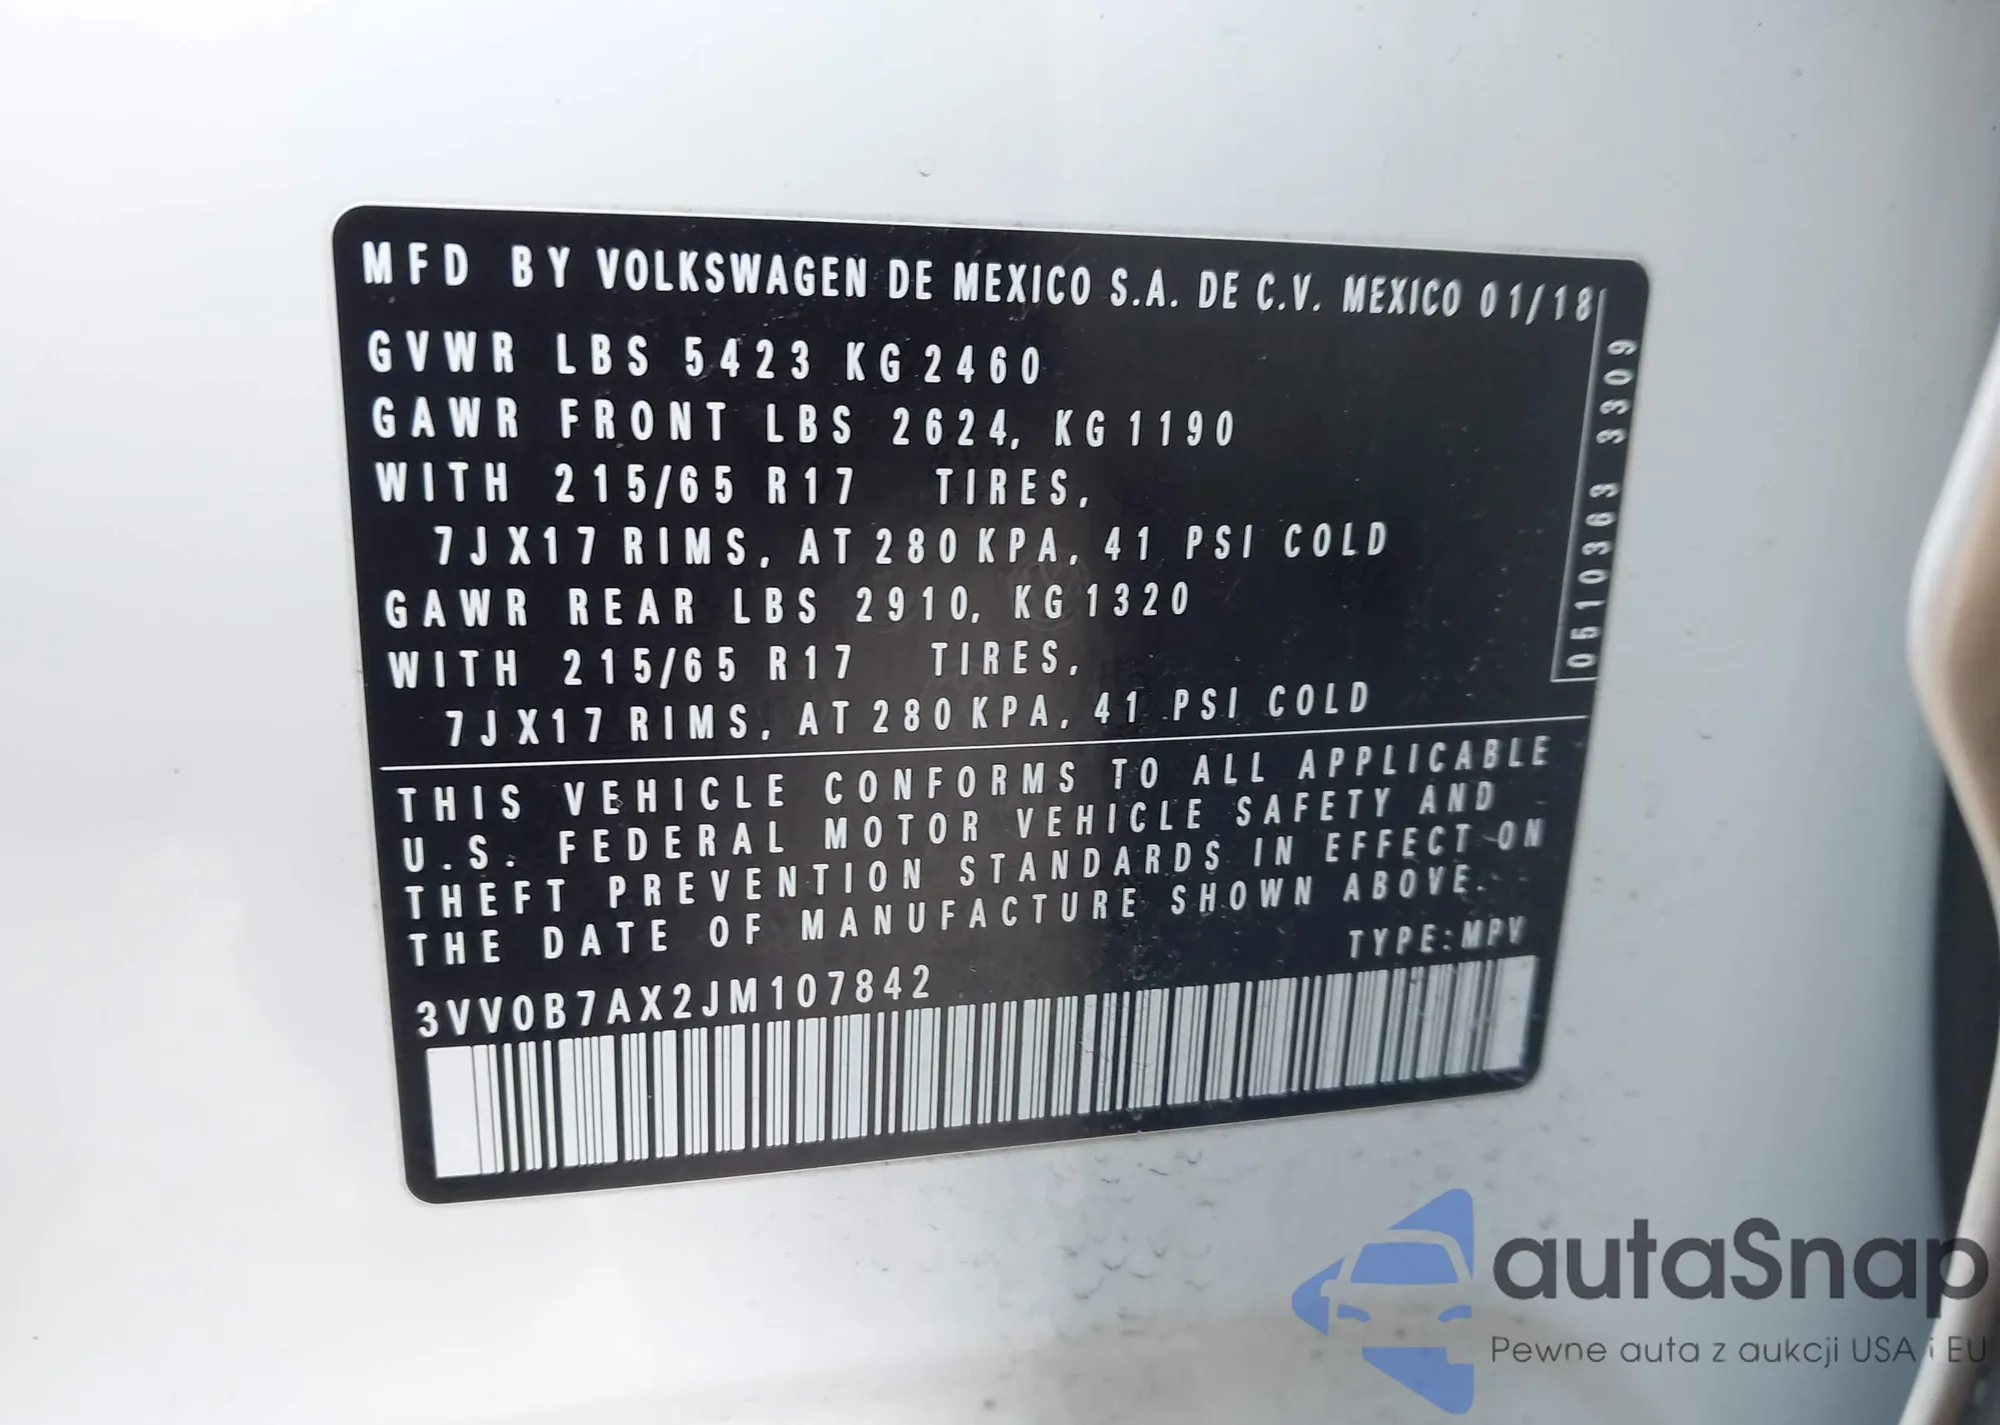 MFD BY VOLKSWAGEN DE MEXICO S.A. DE C.V. MEXICO 01/18
GVWR LBS 5423 KG 2460
GAWR FRONT LBS 2624, KG 1190
WITH 215/65 R17 TIRES,
7JX17 RIMS, AT 280 KPA, 41 PSI COLD
GAWR REAR LBS 2910, KG 1320
WITH 215/65 R17 TIRES,
7JX17 RIMS, AT 280 KPA, 41 PSI COLD
0510363 3309
THIS VEHICLE CONFORMS TO ALL APPLICABLE
U.S. FEDERAL MOTOR VEHICLE SAFETY AND
THEFT PREVENTION STANDARDS IN EFFECT ON
THE DATE OF MANUFACTURE SHOWN ABOVE.
TYPE:MPV
3VV0B7AX2JM107842
autaSnap
Pewne auta z aukcji USA i EU